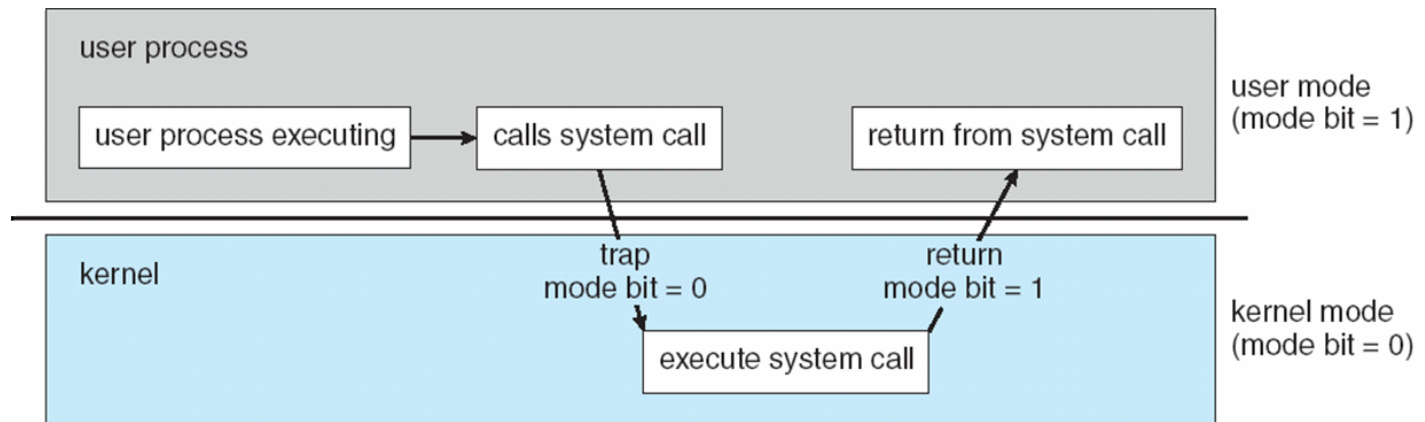 user process
user process executing
calls system call
return from system call
user mode
(mode bit = 1)
kernel
trap
mode bit = 0
return
mode bit = 1
execute system call
kernel mode
(mode bit = 0)